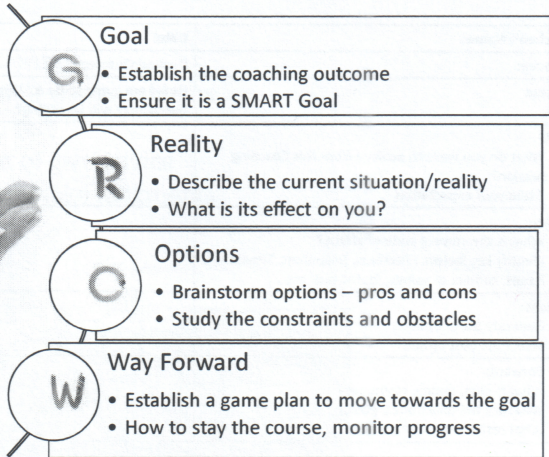 G
Goal
• Establish the coaching outcome
• Ensure it is a SMART Goal
R
Reality
• Describe the current situation/reality
• What is its effect on you?
O
Options
• Brainstorm options – pros and cons
• Study the constraints and obstacles
W
Way Forward
• Establish a game plan to move towards the goal
• How to stay the course, monitor progress